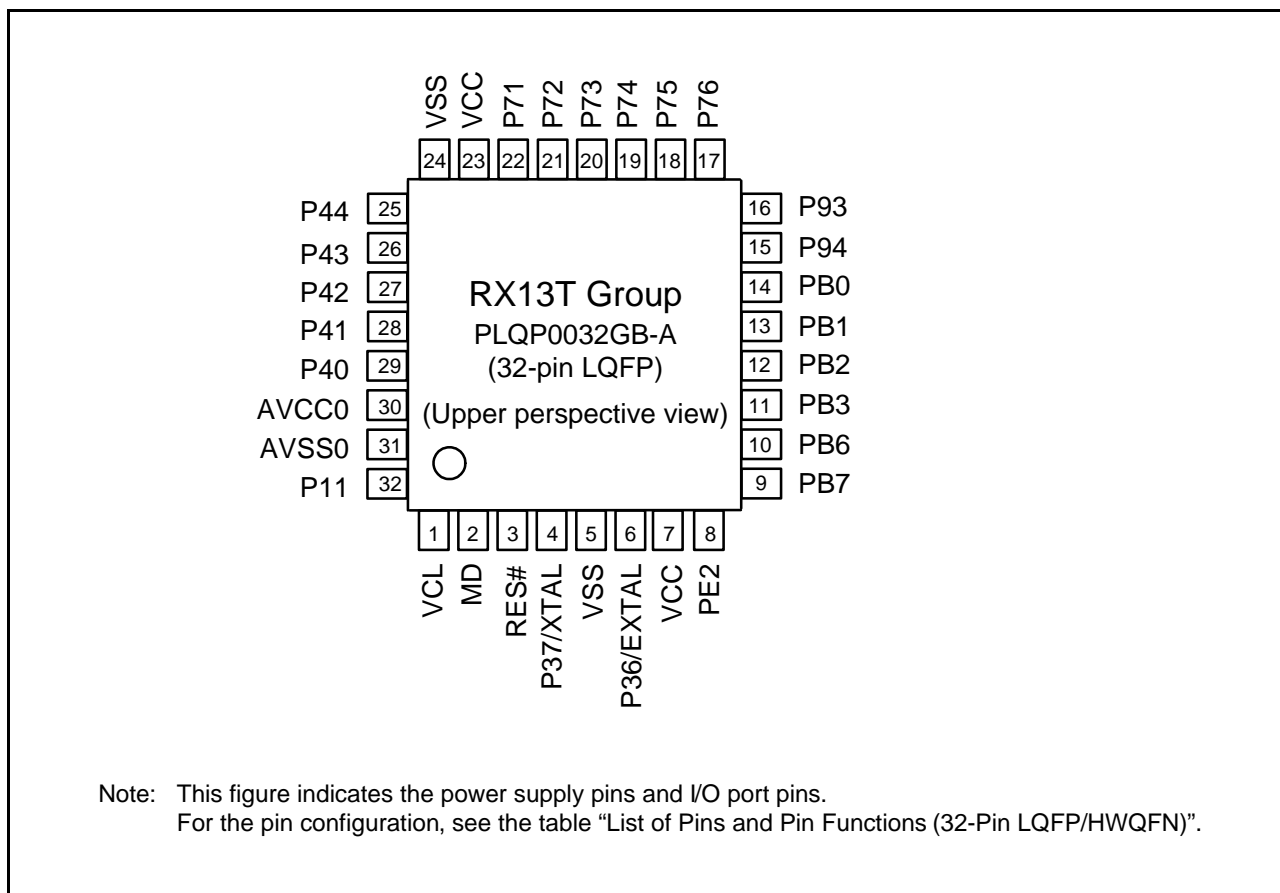 VSS
VCC
P71
P72
P73
P74
P75
P76
24
23
22
21
20
19
18
17
P44 25
P43 26
P42 27
P41 28
P40 29
AVCC0 30
AVSS0 31
P11 32
RX13T Group
PLQP0032GB-A
(32-pin LQFP)
(Upper perspective view)
16 P93
15 P94
14 PB0
13 PB1
12 PB2
11 PB3
10 PB6
9 PB7
1
2
3
4
5
6
7
8
VCL
MD
RES#
P37/XTAL
VSS
P36/EXTAL
VCC
PE2
Note: This figure indicates the power supply pins and I/O port pins.
For the pin configuration, see the table “List of Pins and Pin Functions (32-Pin LQFP/HWQFN)”.